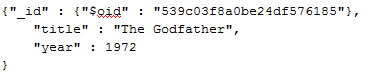 {"_id" : {"$oid" : "539c03f8a0be24df576185"},
    "title" : "The Godfather",
    "year" : 1972
}